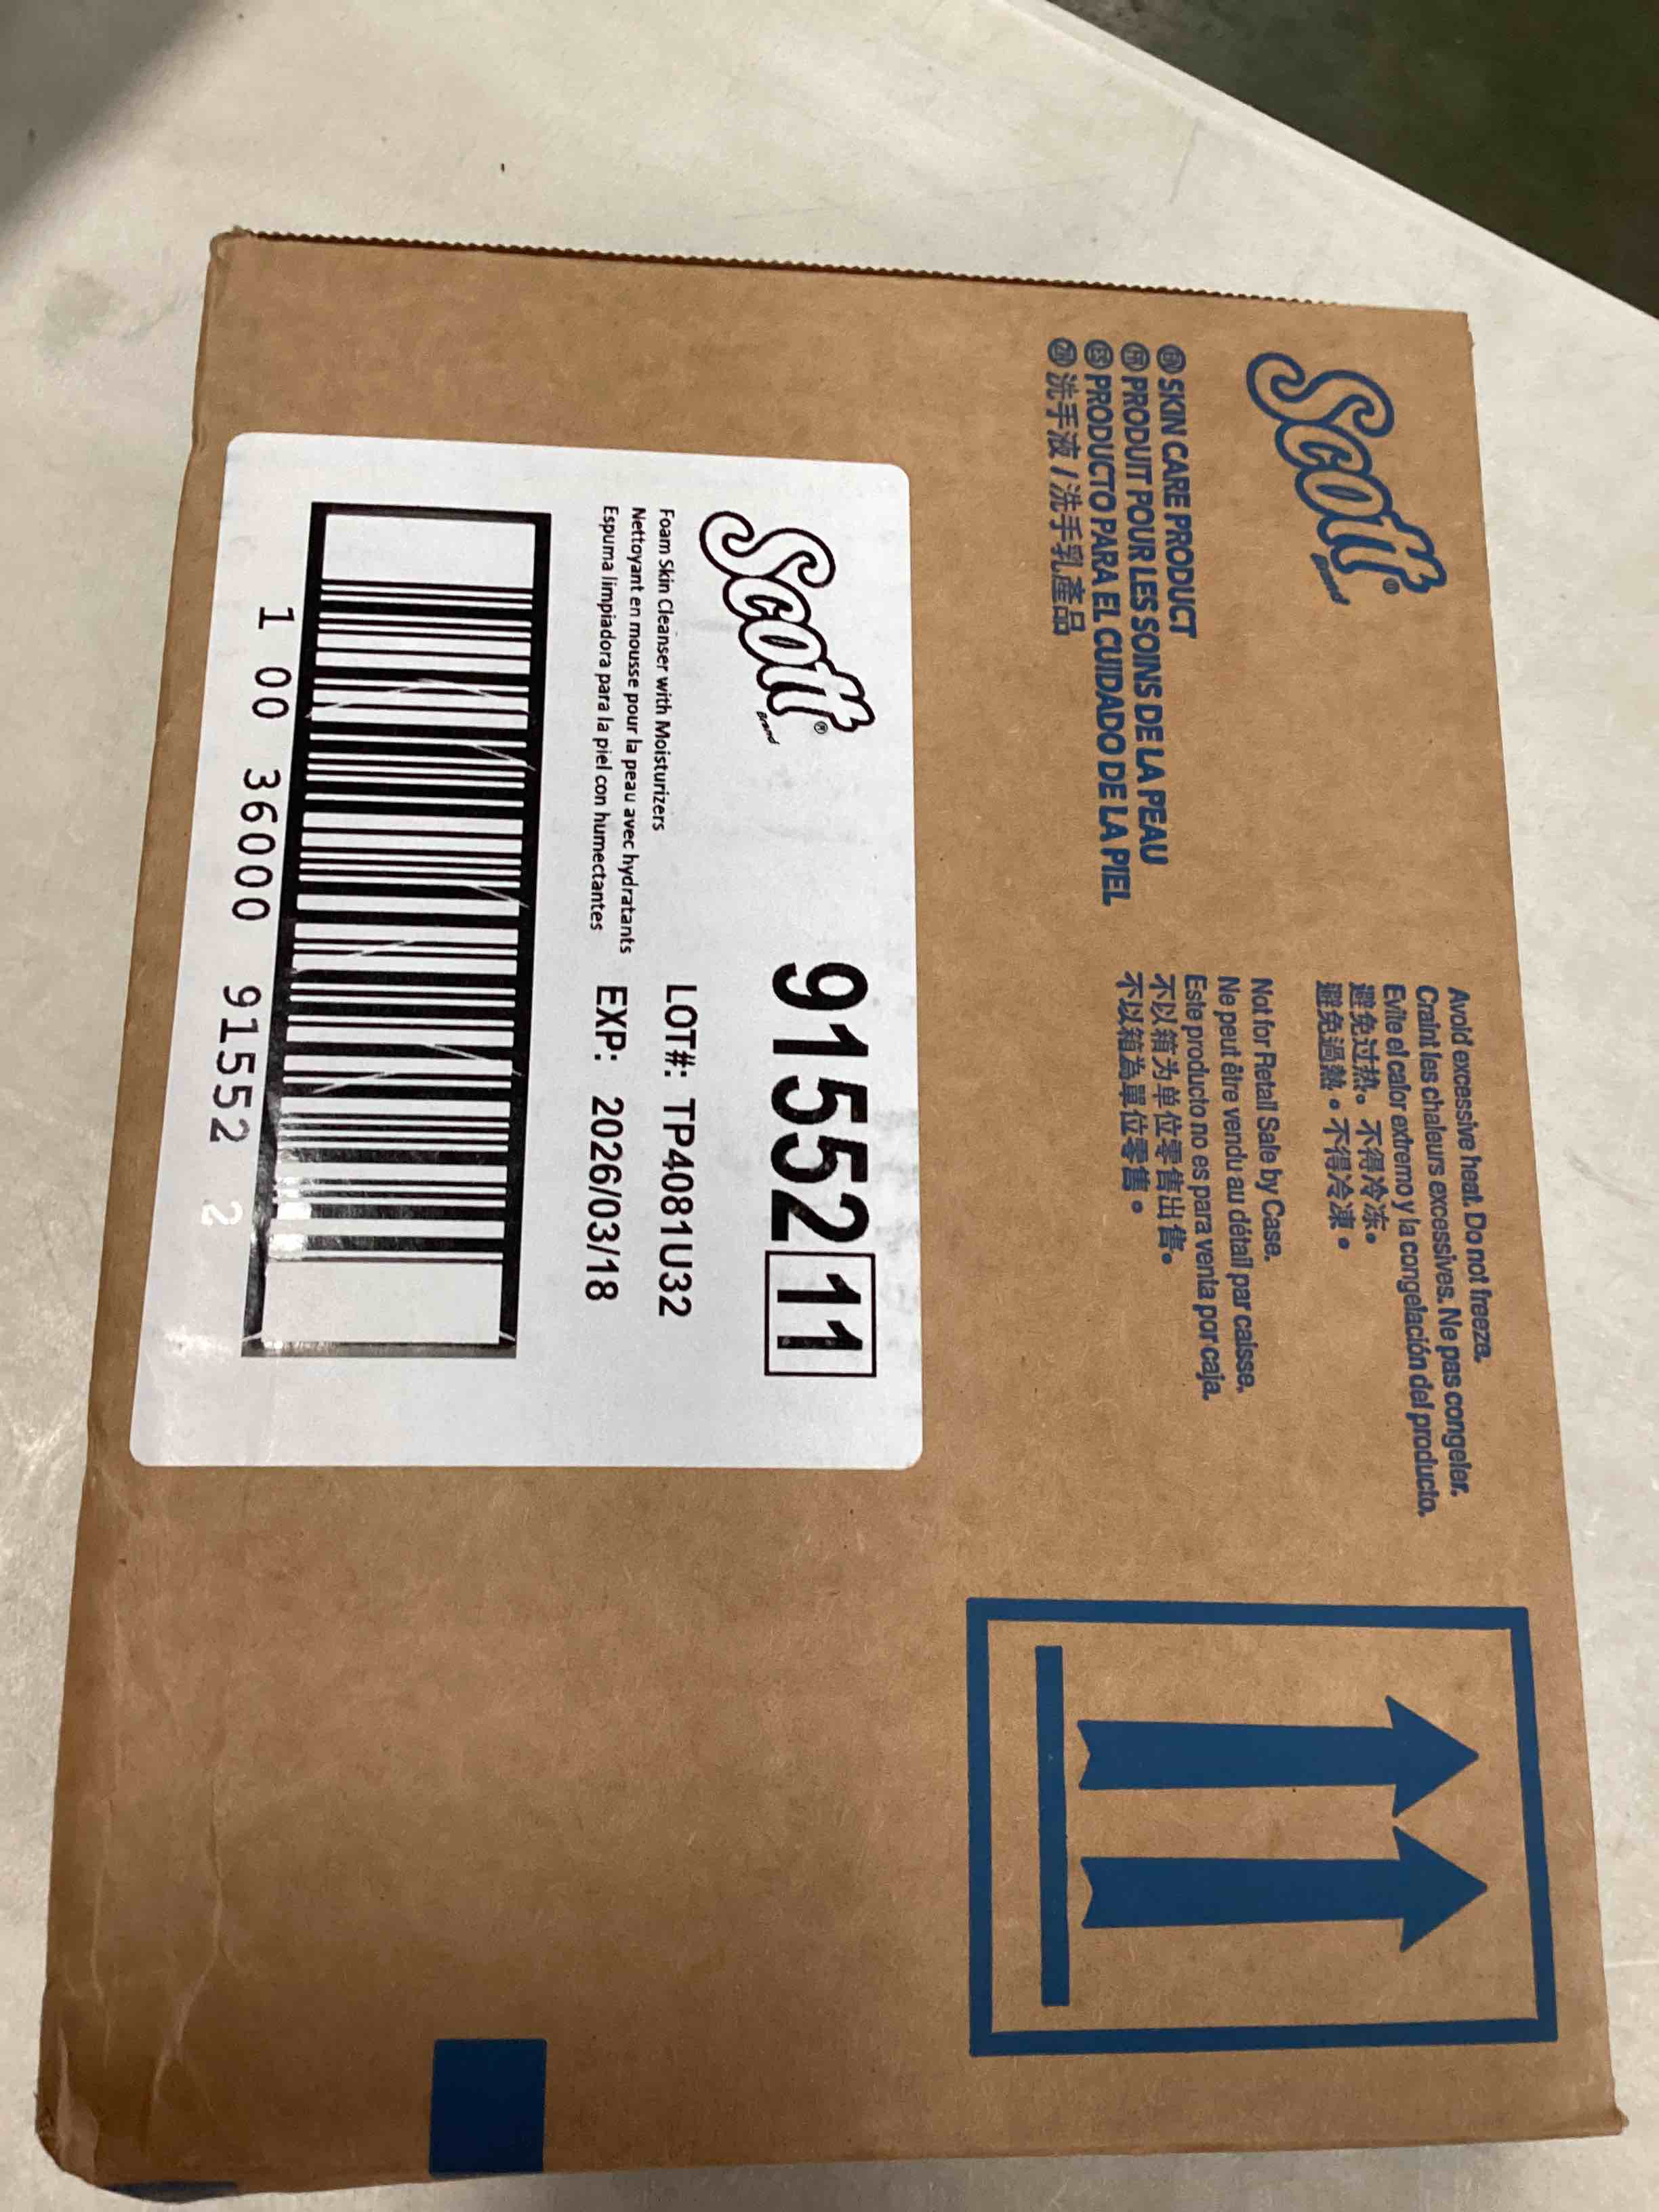 Scott® Brand
EN SKIN CARE PRODUCT
FR PRODUIT POUR LES SOINS DE LA PEAU
ES PRODUCTO PARA EL CUIDADO DE LA PIEL
ZH 洗手液 / 洗手乳產品
Avoid excessive heat. Do not freeze.
Craint les chaleurs excessives. Ne pas congeler.
Evite el calor extremo y la congelación del producto.
避免过热。不得冷冻。
避免過熱。不得冷凍。
Not for Retail Sale by Case.
Ne peut être vendu au détail par caisse.
Este producto no es para venta por caja.
不以箱为单位零售出售。
不以箱為單位零售。
Scott® Brand
91552 11
Foam Skin Cleanser with Moisturizers
Nettoyant en mousse pour la peau avec hydratants
Espuma limpiadora para la piel con humectantes
LOT#: TP4081U32
EXP: 2026/03/18
1 00 36000 91552 2